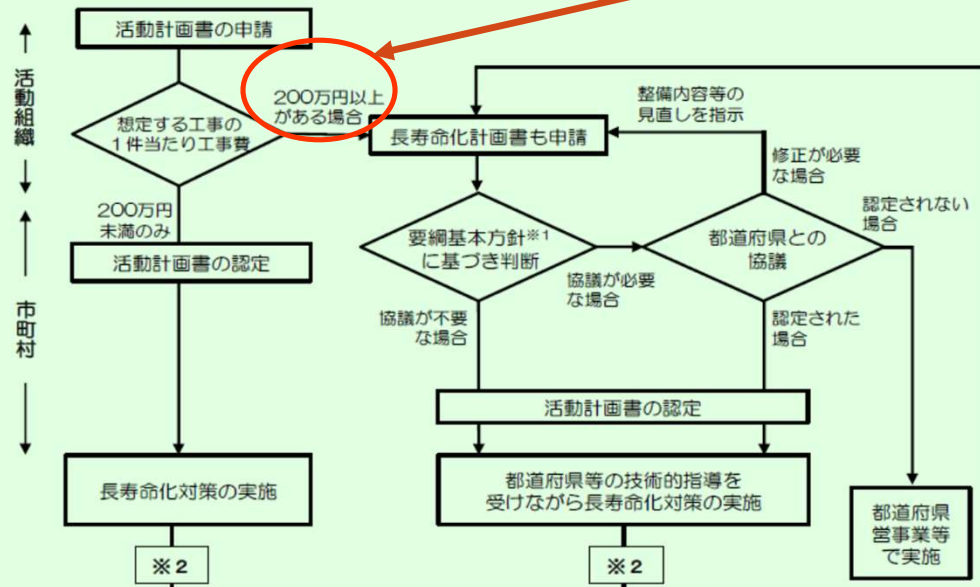 活動計画書の申請
活動組織
200万円以上
がある場合
想定する工事の
1件当たり工事費
長寿命化計画書も申請
整備内容等の
見直しを指示
修正が必要
な場合
認定されない
場合
200万円
未満のみ
活動計画書の認定
要綱基本方針※1
に基づき判断
都道府県との
協議
協議が必要
な場合
市町村
協議が不要
な場合
認定された
場合
活動計画書の認定
長寿命化対策の実施
都道府県等の技術的指導を
受けながら長寿命化対策の実施
都道府県
営事業等
で実施
※2
※2